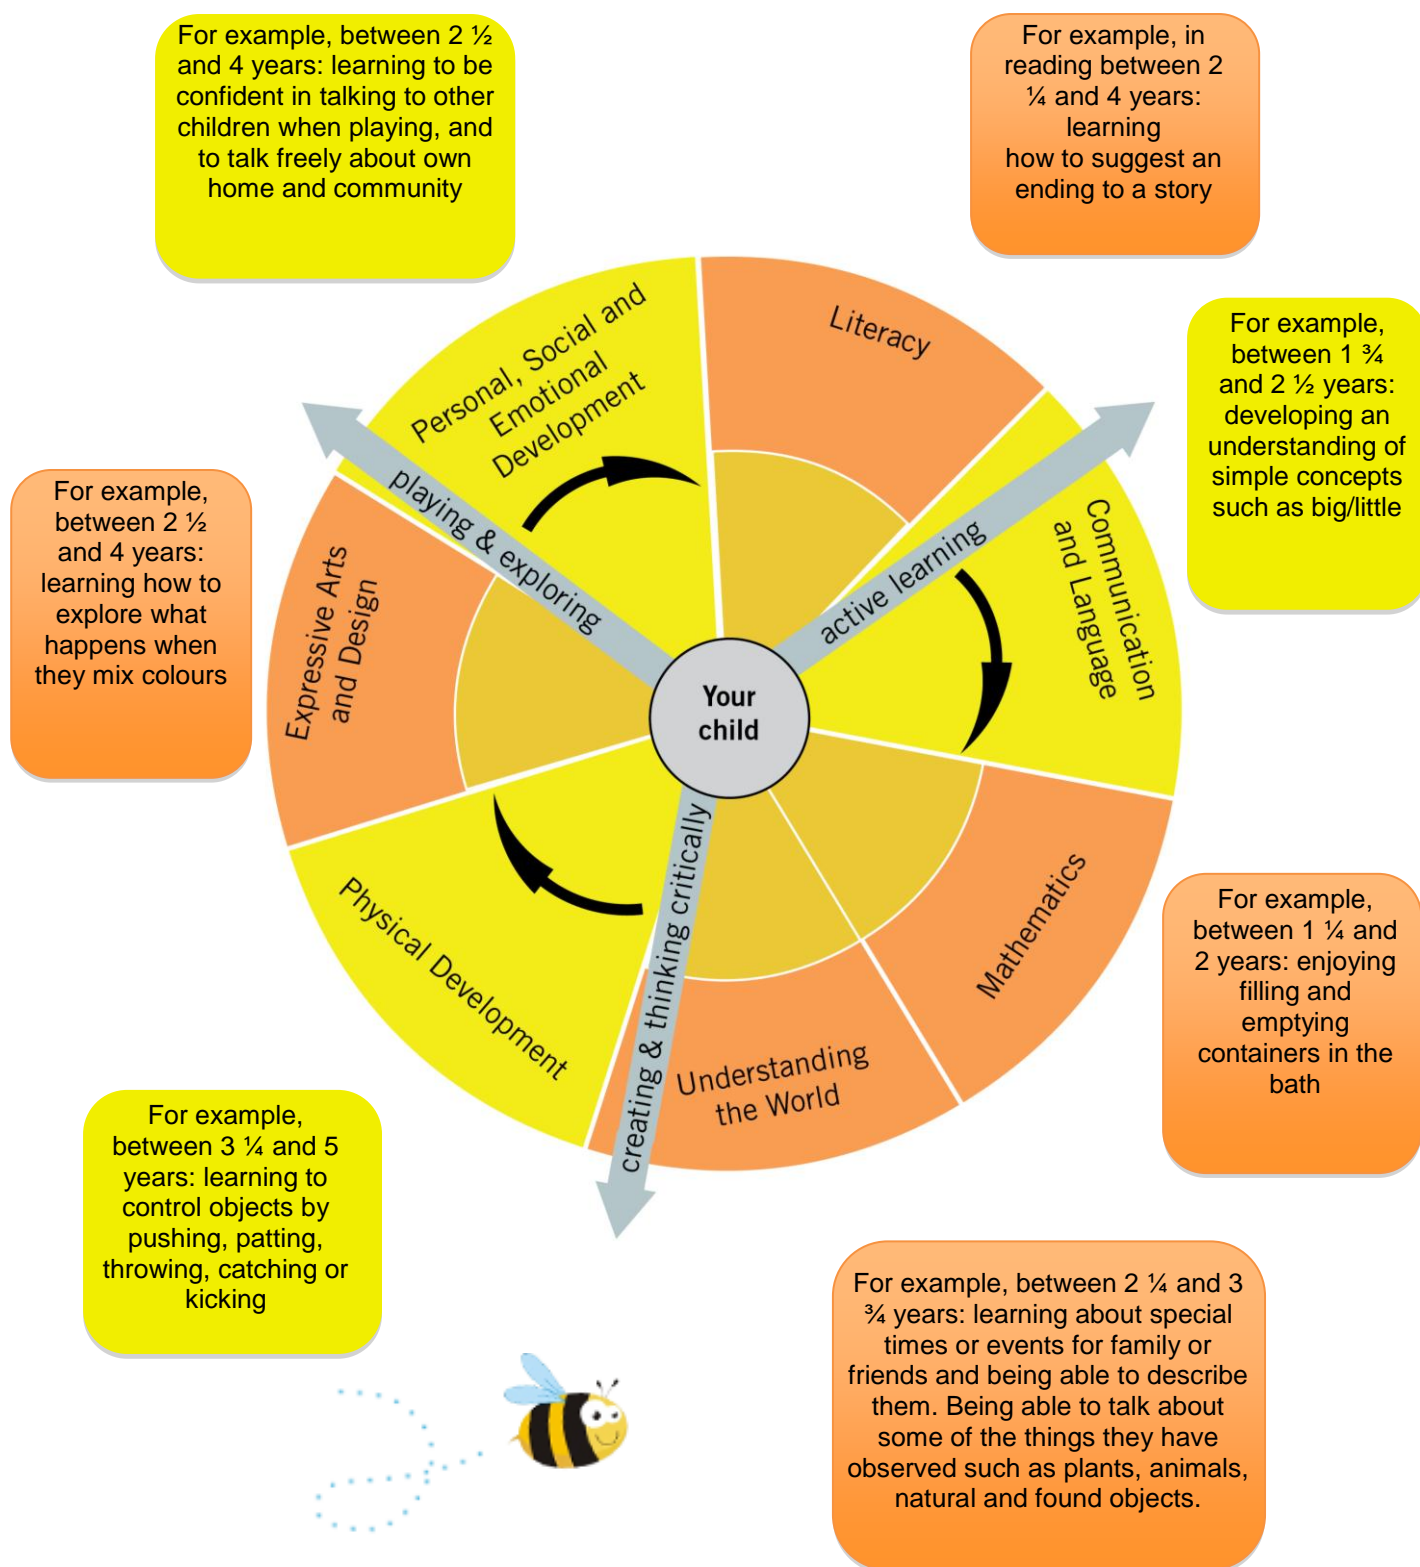 For example, between 2 ½
and 4 years: learning to be
confident in talking to other
children when playing, and
to talk freely about own
home and community
For example, in
reading between 2
¼ and 4 years:
learning
how to suggest an
ending to a story
For example,
between 1 ¾
and 2 ½ years:
developing an
understanding of
simple concepts
such as big/little
For example,
between 2 ½
and 4 years:
learning how to
explore what
happens when
they mix colours
Personal, Social and
Emotional
Development
Literacy
Communication
and Language
Expressive Arts
and Design
playing & exploring
active learning
Your
child
creating & thinking critically
Physical Development
Understanding
the World
Mathematics
For example,
between 1 ¼ and
2 years: enjoying
filling and
emptying
containers in the
bath
For example,
between 3 ¼ and 5
years: learning to
control objects by
pushing, patting,
throwing, catching or
kicking
For example, between 2 ¼ and 3
¾ years: learning about special
times or events for family or
friends and being able to describe
them. Being able to talk about
some of the things they have
observed such as plants, animals,
natural and found objects.